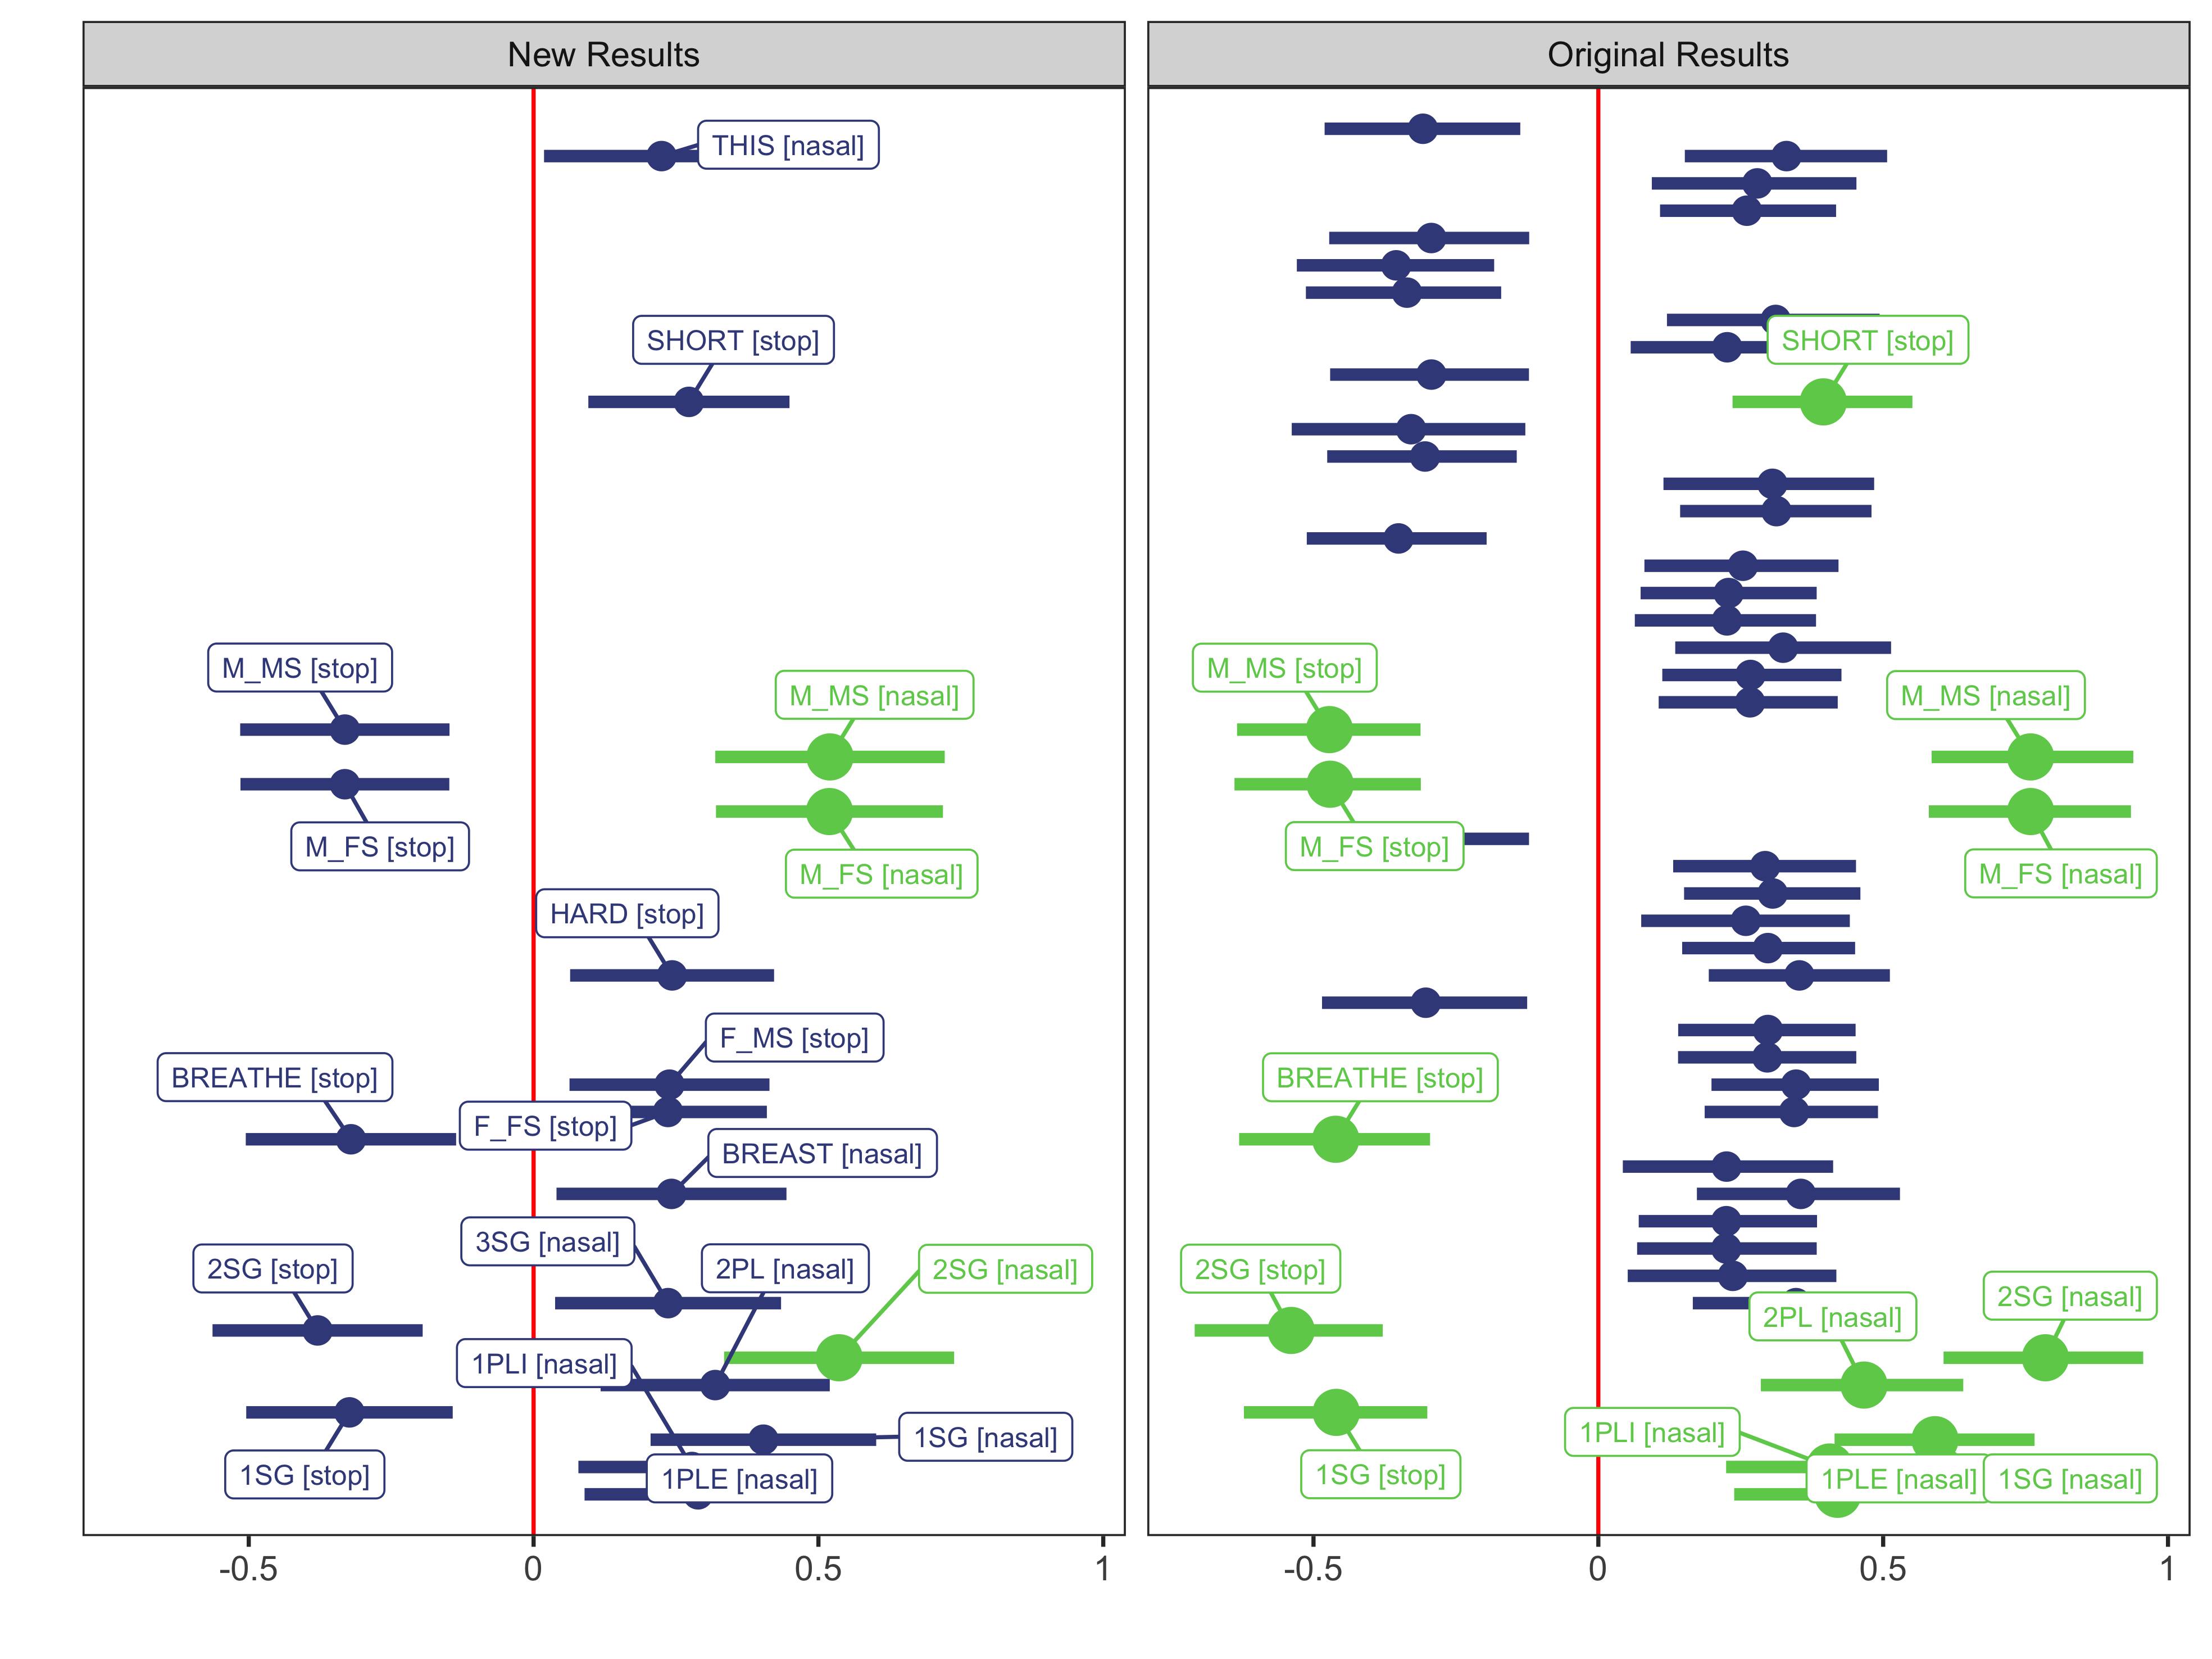 New Results
THIS [nasal]
SHORT [stop]
M_MS [stop]
M_MS [nasal]
M_FS [stop]
M_FS [nasal]
HARD [stop]
F_MS [stop]
BREATHE [stop]
F_FS [stop]
BREAST [nasal]
3SG [nasal]
2SG [stop]
2PL [nasal]
2SG [nasal]
1PLI [nasal]
1SG [nasal]
1SG [stop]
1PLE [nasal]
-0.5
0
0.5
1
Original Results
SHORT [stop]
M_MS [stop]
M_MS [nasal]
M_FS [stop]
M_FS [nasal]
BREATHE [stop]
2SG [stop]
2SG [nasal]
2PL [nasal]
1PLI [nasal]
1SG [stop]
1PLE [nasal]
1SG [nasal]
-0.5
0
0.5
1